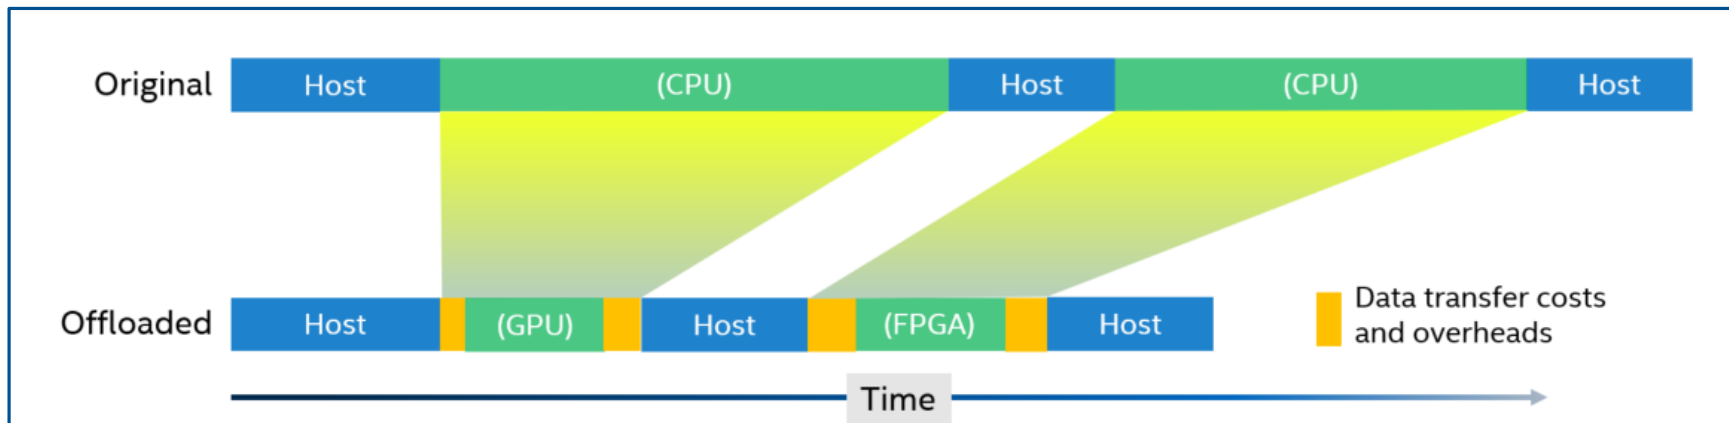 Original Host (CPU) Host (CPU) Host
Offloaded Host (GPU) Host (FPGA) Host
Data transfer costs
and overheads
Time